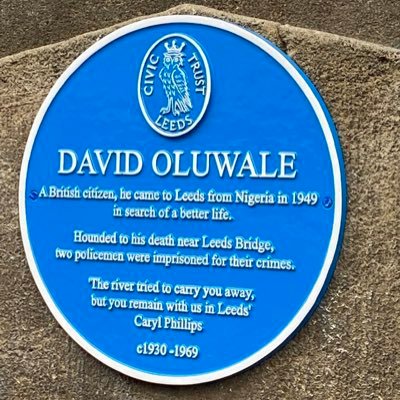 CIVIC TRUST
LEEDS
DAVID OLUWALE
A British citizen, he came to Leeds from Nigeria in 1949
in search of a better life.
Hounded to his death near Leeds Bridge,
two policemen were imprisoned for their crimes.
'The river tried to carry you away,
but you remain with us in Leeds'
Caryl Phillips
c1930 -1969